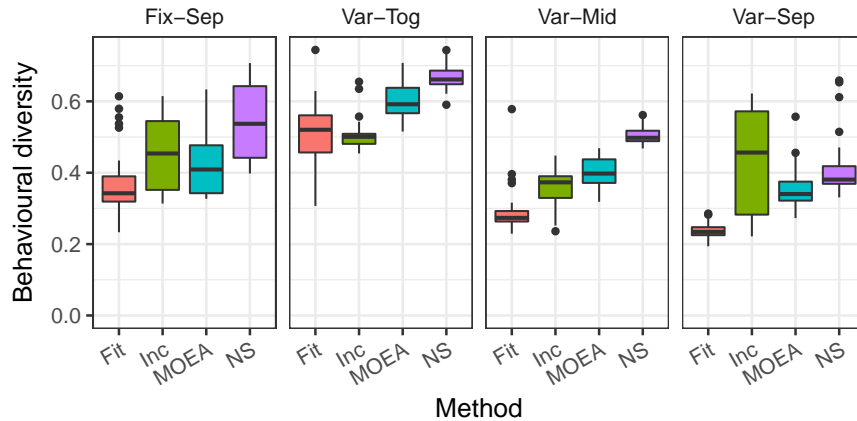 Fix−Sep Var−Tog Var−Mid Var−Sep
Behavioural diversity
0.6
0.4
0.2
0.0
Fit Inc MOEA NS Fit Inc MOEA NS Fit Inc MOEA NS Fit Inc MOEA NS
Method